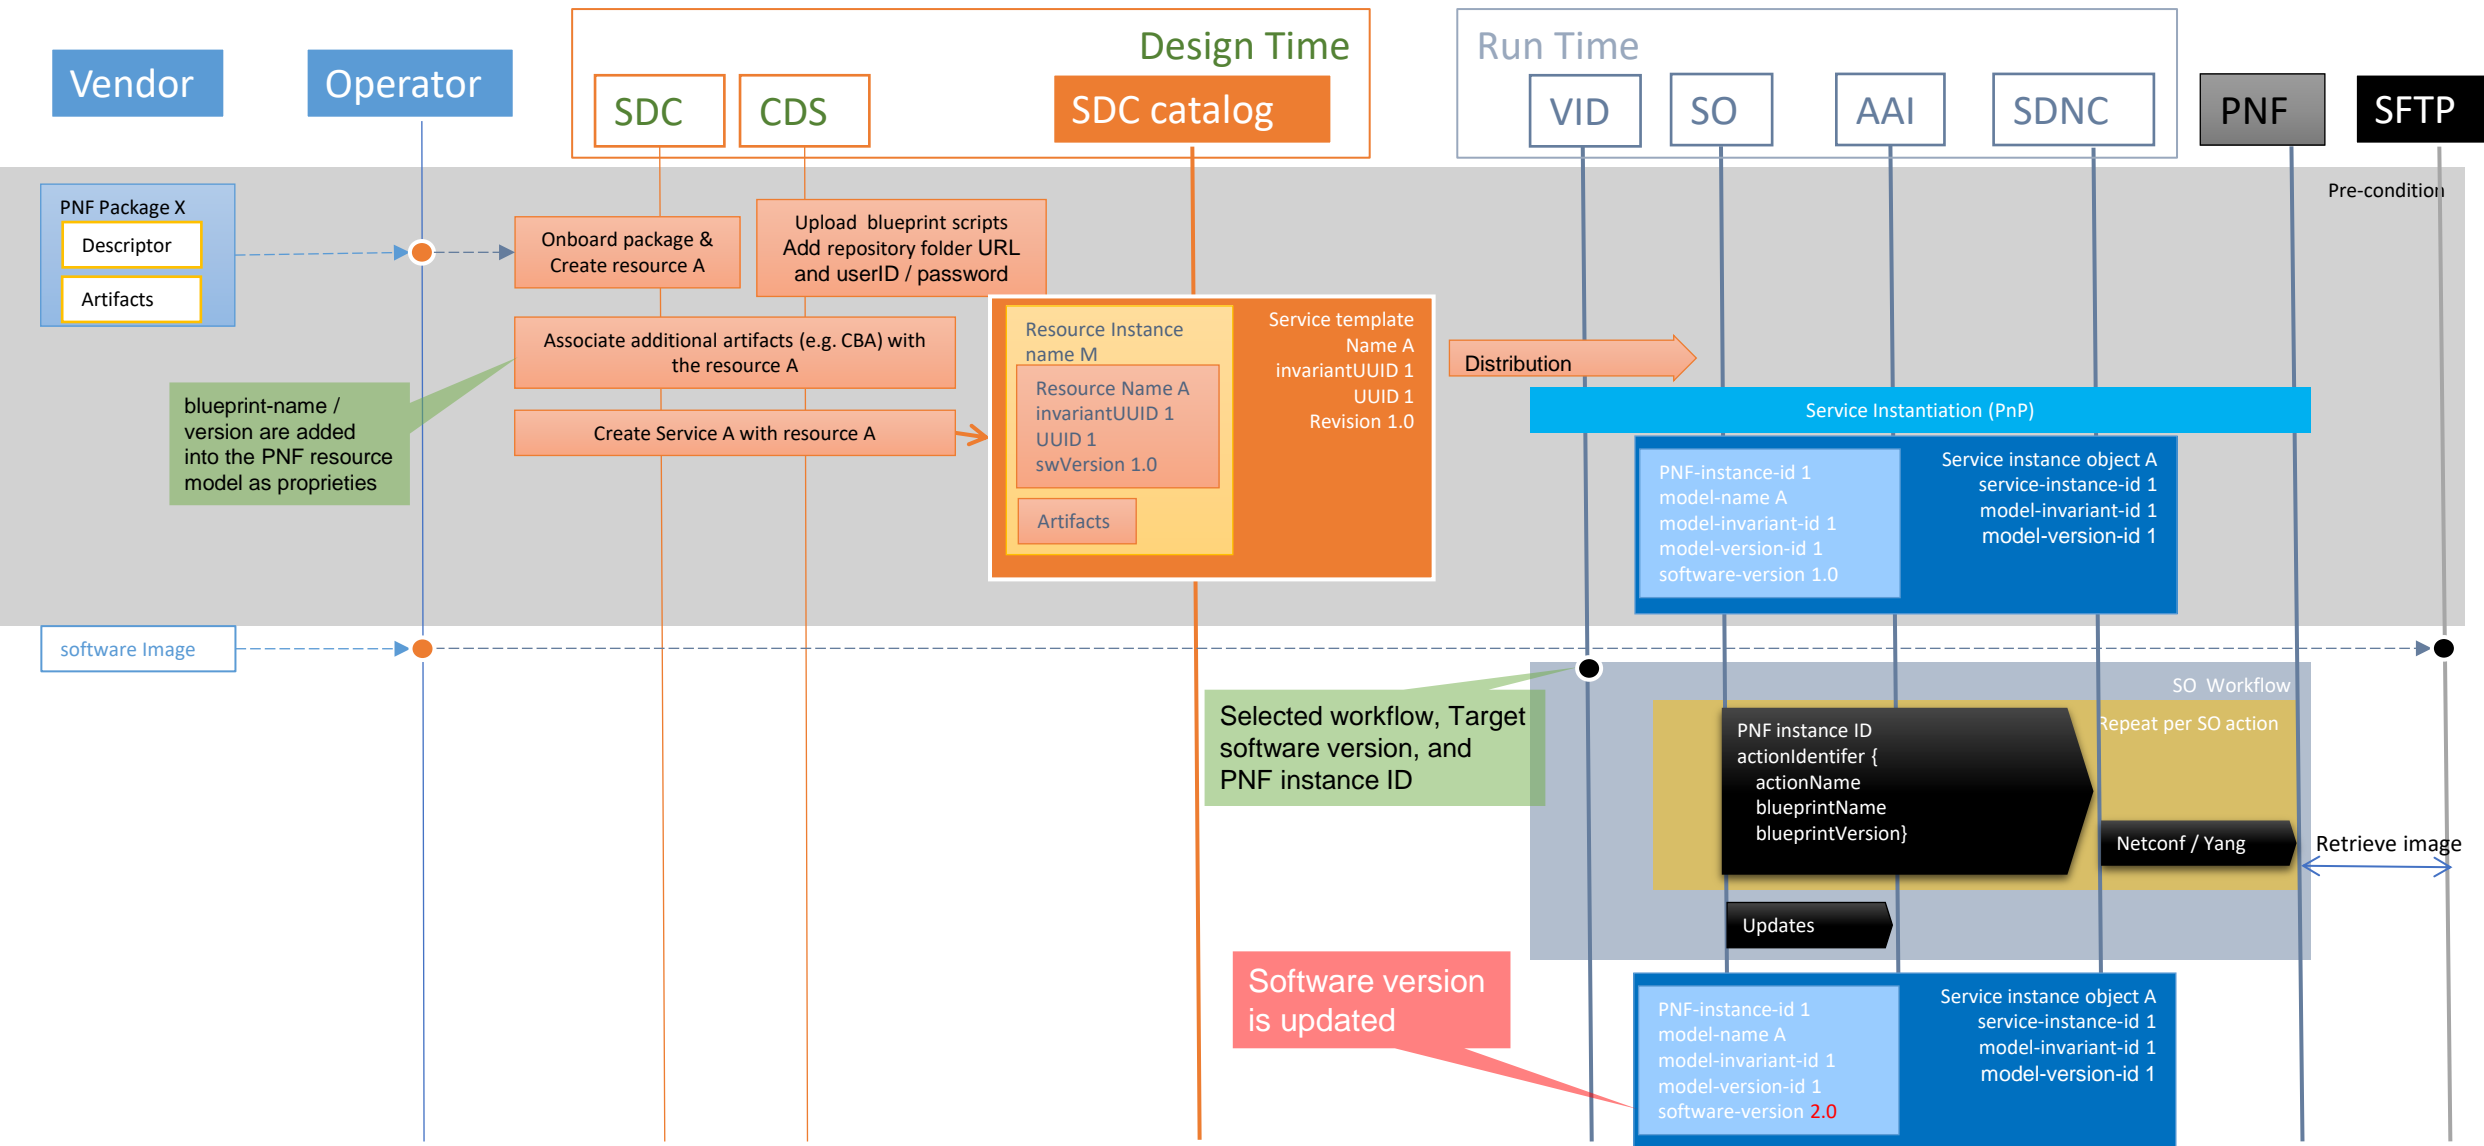 Design Time
Run Time
Vendor
Operator
SDC
CDS
SDC catalog
VID
SO
AAI
SDNC
PNF
SFTP
Pre-condition
PNF Package X
Descriptor
Artifacts
Onboard package &
Create resource A
Upload blueprint scripts
Add repository folder URL
and userID / password
Associate additional artifacts (e.g. CBA) with
the resource A
Create Service A with resource A
blueprint-name /
version are added
into the PNF resource
model as proprieties
Resource Instance
name M
Resource Name A
invariantUUID 1
UUID 1
swVersion 1.0
Artifacts
Service template
Name A
invariantUUID 1
UUID 1
Revision 1.0
Distribution
Service Instantiation (PnP)
PNF-instance-id 1
model-name A
model-invariant-id 1
model-version-id 1
software-version 1.0
Service instance object A
service-instance-id 1
model-invariant-id 1
model-version-id 1
software Image
Selected workflow, Target
software version, and
PNF instance ID
SO Workflow
Repeat per SO action
PNF instance ID
actionIdentifer {
actionName
blueprintName
blueprintVersion}
Netconf / Yang
Retrieve image
Updates
Software version
is updated
PNF-instance-id 1
model-name A
model-invariant-id 1
model-version-id 1
software-version 2.0
Service instance object A
service-instance-id 1
model-invariant-id 1
model-version-id 1